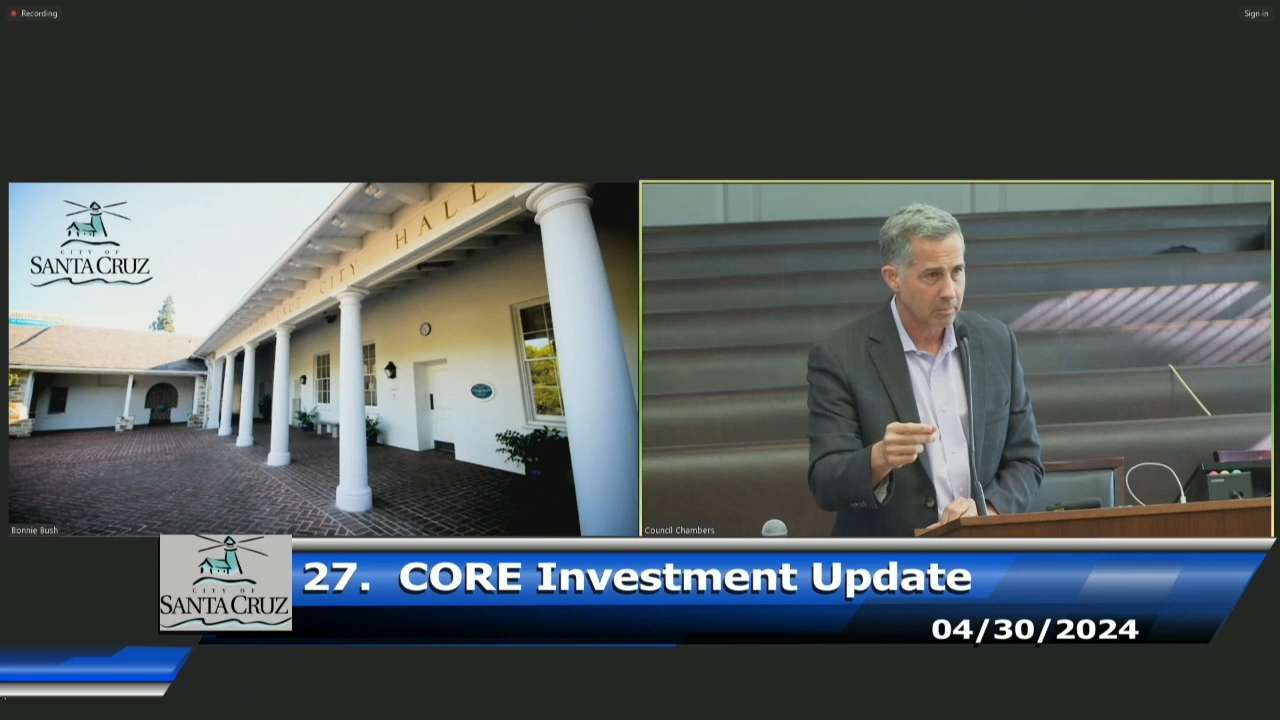 Recording
Sign in
CITY OF
SANTA CRUZ
CITY HALL
Bonnie Bush
Council Chambers
CITY OF
SANTA CRUZ
27. CORE Investment Update
04/30/2024